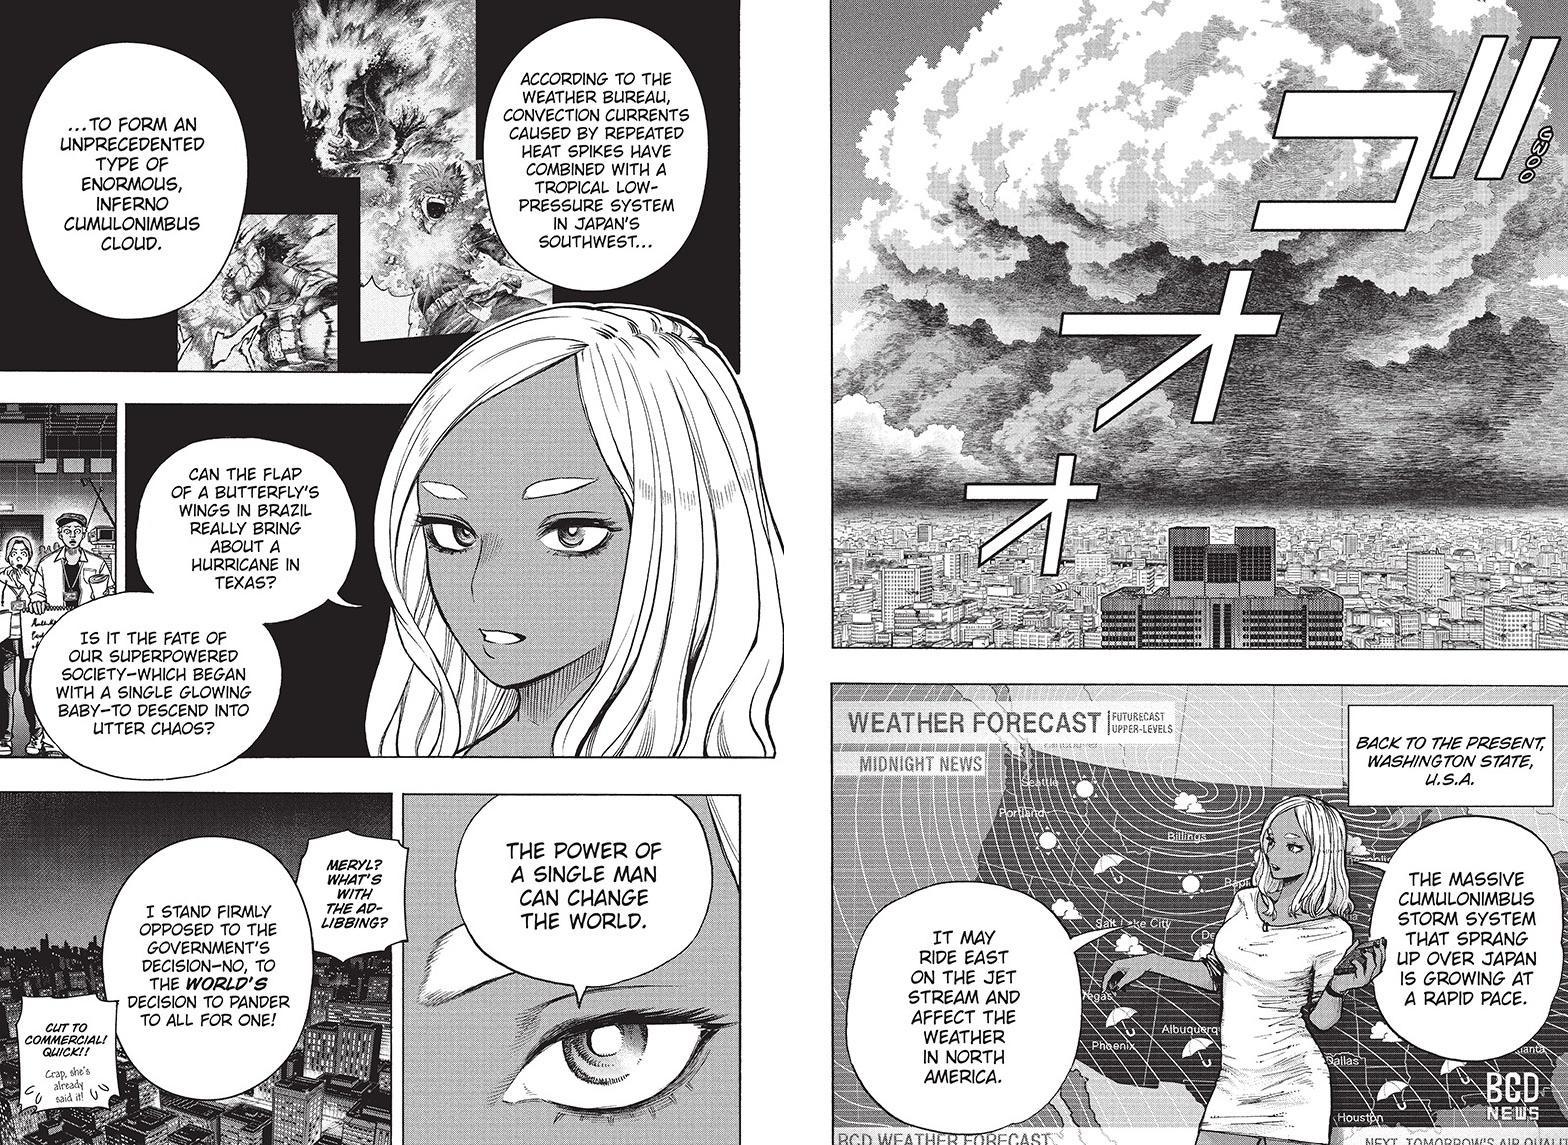 ゴオオ
CHOO
BACK TO THE PRESENT,
WASHINGTON STATE,
U.S.A.
WEATHER FORECAST
FUTURECAST
UPPER-LEVELS
MIDNIGHT NEWS
Seattle
Portland
Billings
Salt Lake City
Vegas
Phoenix
Albuquerqu
Dallas
Houston
THE MASSIVE
CUMULONIMBUS
STORM SYSTEM
THAT SPRANG
UP OVER JAPAN
IS GROWING AT
A RAPID PACE.
IT MAY
RIDE EAST
ON THE JET
STREAM AND
AFFECT THE
WEATHER
IN NORTH
AMERICA.
BCD
NEWS
BCD WEATHER FORECAST
NEXT, TOMORROW'S AIR QUALI
ACCORDING TO THE
WEATHER BUREAU,
CONVECTION CURRENTS
CAUSED BY REPEATED
HEAT SPIKES HAVE
COMBINED WITH A
TROPICAL LOW-
PRESSURE SYSTEM
IN JAPAN'S
SOUTHWEST...
...TO FORM AN
UNPRECEDENTED
TYPE OF
ENORMOUS,
INFERNO
CUMULONIMBUS
CLOUD.
CAN THE FLAP
OF A BUTTERFLY'S
WINGS IN BRAZIL
REALLY BRING
ABOUT A
HURRICANE IN
TEXAS?
IS IT THE FATE OF
OUR SUPERPOWERED
SOCIETY—WHICH BEGAN
WITH A SINGLE GLOWING
BABY—TO DESCEND INTO
UTTER CHAOS?
THE POWER OF
A SINGLE MAN
CAN CHANGE
THE WORLD.
MERYL?
WHAT'S
WITH
THE AD-
LIBBING?
I STAND FIRMLY
OPPOSED TO THE
GOVERNMENT'S
DECISION—NO, TO
THE WORLD'S
DECISION TO PANDER
TO ALL FOR ONE!
CUT TO
COMMERCIAL!
QUICK!!
Crap, she's
already
said it!